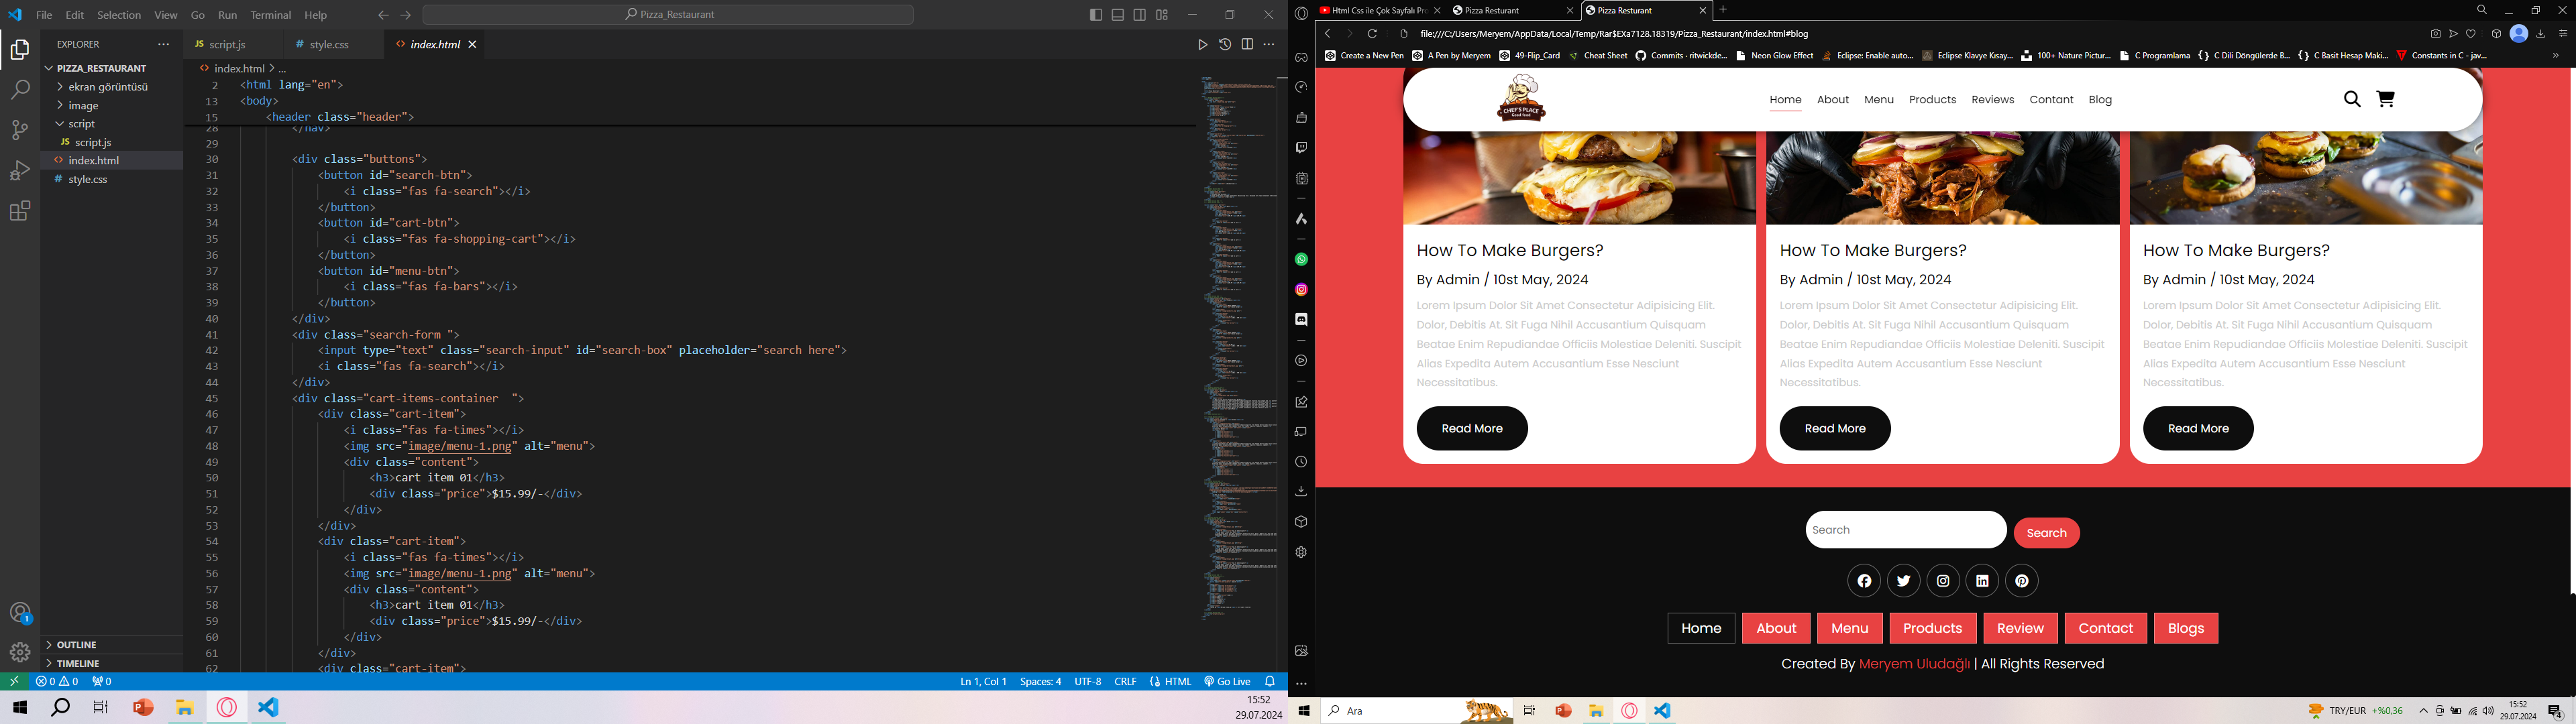 File Edit Selection View Go Run Terminal Help
Pizza_Restaurant
EXPLORER
PIZZA_RESTAURANT
ekran görüntüsü
image
script
JS script.js
<> index.html
# style.css
OUTLINE
TIMELINE
JS script.js
# style.css
<> index.html
<> index.html > ...
2 <html lang="en">
13 <body>
15 <header class="header">
28 </nav>
29
30 <div class="buttons">
31 <button id="search-btn">
32 <i class="fas fa-search"></i>
33 </button>
34 <button id="cart-btn">
35 <i class="fas fa-shopping-cart"></i>
36 </button>
37 <button id="menu-btn">
38 <i class="fas fa-bars"></i>
39 </button>
40 </div>
41 <div class="search-form ">
42 <input type="text" class="search-input" id="search-box" placeholder="search here">
43 <i class="fas fa-search"></i>
44 </div>
45 <div class="cart-items-container  ">
46 <div class="cart-item">
47 <i class="fas fa-times"></i>
48 <img src="image/menu-1.png" alt="menu">
49 <div class="content">
50 <h3>cart item 01</h3>
51 <div class="price">$15.99/-</div>
52 </div>
53 </div>
54 <div class="cart-item">
55 <i class="fas fa-times"></i>
56 <img src="image/menu-1.png" alt="menu">
57 <div class="content">
58 <h3>cart item 01</h3>
59 <div class="price">$15.99/-</div>
60 </div>
61 </div>
62 <div class="cart-item">
0 0 0
Ln 1, Col 1 Spaces: 4 UTF-8 CRLF HTML Go Live
15:52
29.07.2024
Html Css ile Çok Sayfalı Pro
Pizza Resturant
Pizza Resturant
file:///C:/Users/Meryem/AppData/Local/Temp/Rar$EXa7128.18319/Pizza_Restaurant/index.html#blog
Create a New Pen A Pen by Meryem 49-Flip_Card Cheat Sheet Commits - ritwickde... Neon Glow Effect Eclipse: Enable auto... Eclipse Klavye Kısay... 100+ Nature Pictur... C Programlama C Dili Döngülerde B... C Basit Hesap Maki... Constants in C - jav...
CHEF'S PLACE
Good food
Home About Menu Products Reviews Contant Blog
How To Make Burgers?
By Admin / 10st May, 2024
Lorem Ipsum Dolor Sit Amet Consectetur Adipisicing Elit.
Dolor, Debitis At. Sit Fuga Nihil Accusantium Quisquam
Beatae Enim Repudiandae Officiis Molestiae Deleniti. Suscipit
Alias Expedita Autem Accusantium Esse Nesciunt
Necessitatibus.
Read More
How To Make Burgers?
By Admin / 10st May, 2024
Lorem Ipsum Dolor Sit Amet Consectetur Adipisicing Elit.
Dolor, Debitis At. Sit Fuga Nihil Accusantium Quisquam
Beatae Enim Repudiandae Officiis Molestiae Deleniti. Suscipit
Alias Expedita Autem Accusantium Esse Nesciunt
Necessitatibus.
Read More
How To Make Burgers?
By Admin / 10st May, 2024
Lorem Ipsum Dolor Sit Amet Consectetur Adipisicing Elit.
Dolor, Debitis At. Sit Fuga Nihil Accusantium Quisquam
Beatae Enim Repudiandae Officiis Molestiae Deleniti. Suscipit
Alias Expedita Autem Accusantium Esse Nesciunt
Necessitatibus.
Read More
Search
Search
Home About Menu Products Review Contact Blogs
Created By Meryem Uludağlı | All Rights Reserved
Ara
TRY/EUR +%0,36
15:52
29.07.2024